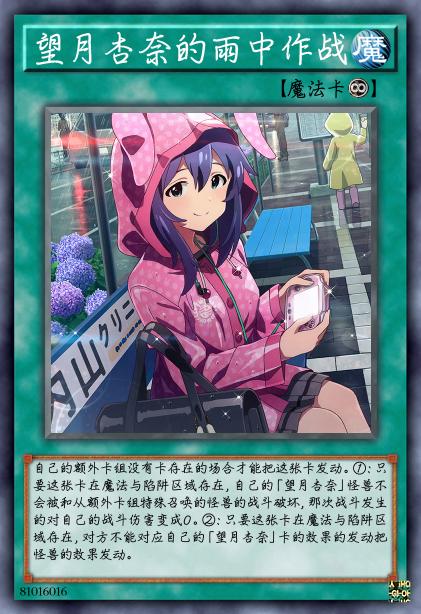 望月杏奈的雨中作战 魔
【魔法卡♾】
山クリニ
自己的额外卡组没有卡存在的场合才能把这张卡发动。①:只
要这张卡在魔法与陷阱区域存在,自己的「望月杏奈」怪兽不
会被和从额外卡组特殊召唤的怪兽的战斗破坏,那次战斗发生
的对自己的战斗伤害变成0。②:只要这张卡在魔法与陷阱区
域存在,对方不能对应自己的「望月杏奈」卡的效果的发动把
怪兽的效果发动。
81016016